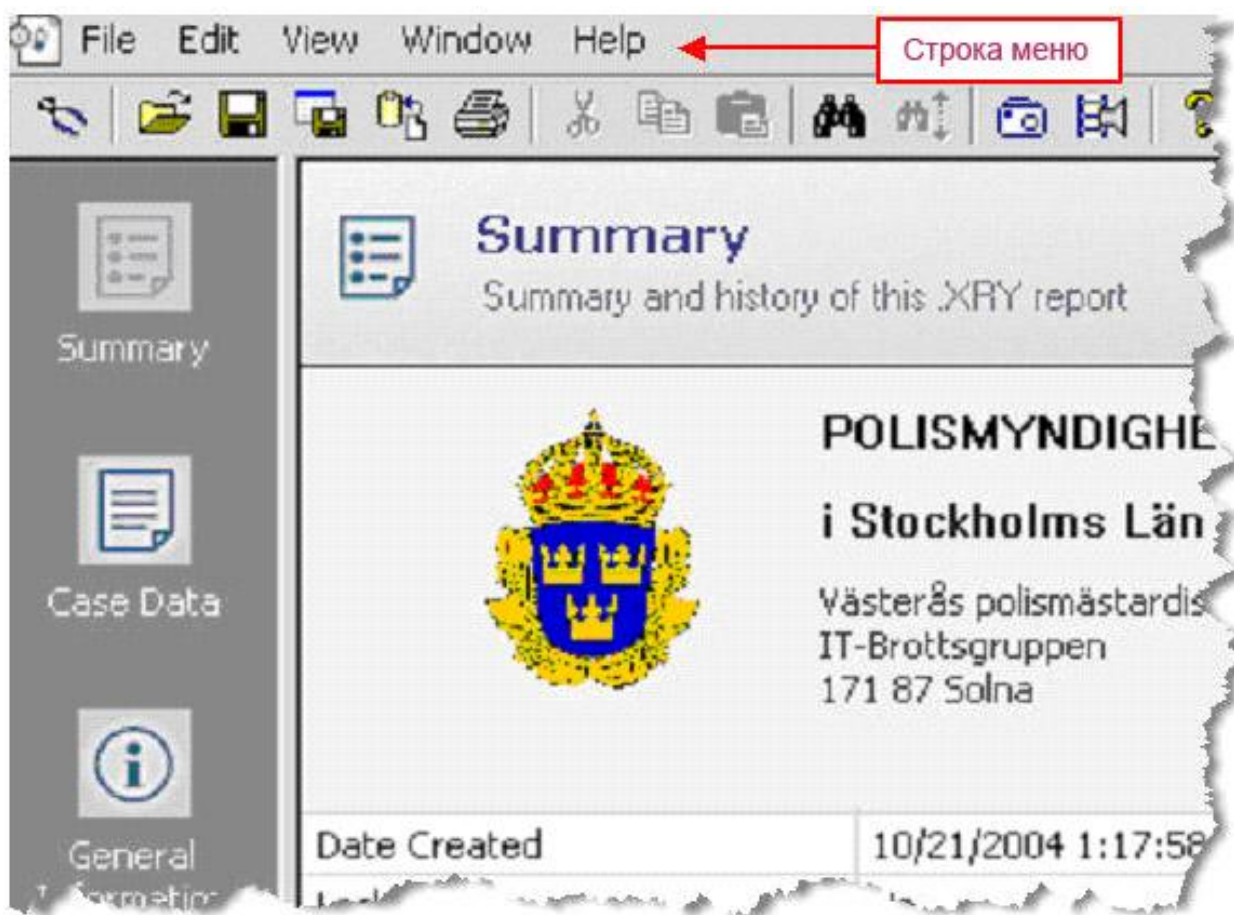 File Edit View Window Help
Строка меню
Summary
Summary and history of this .XRY report
Summary
POLISMYNDIGHE
i Stockholms Län
Case Data
Västerås polismästardis
IT-Brottsgruppen
171 87 Solna
General
Date Created 10/21/2004 1:17:58